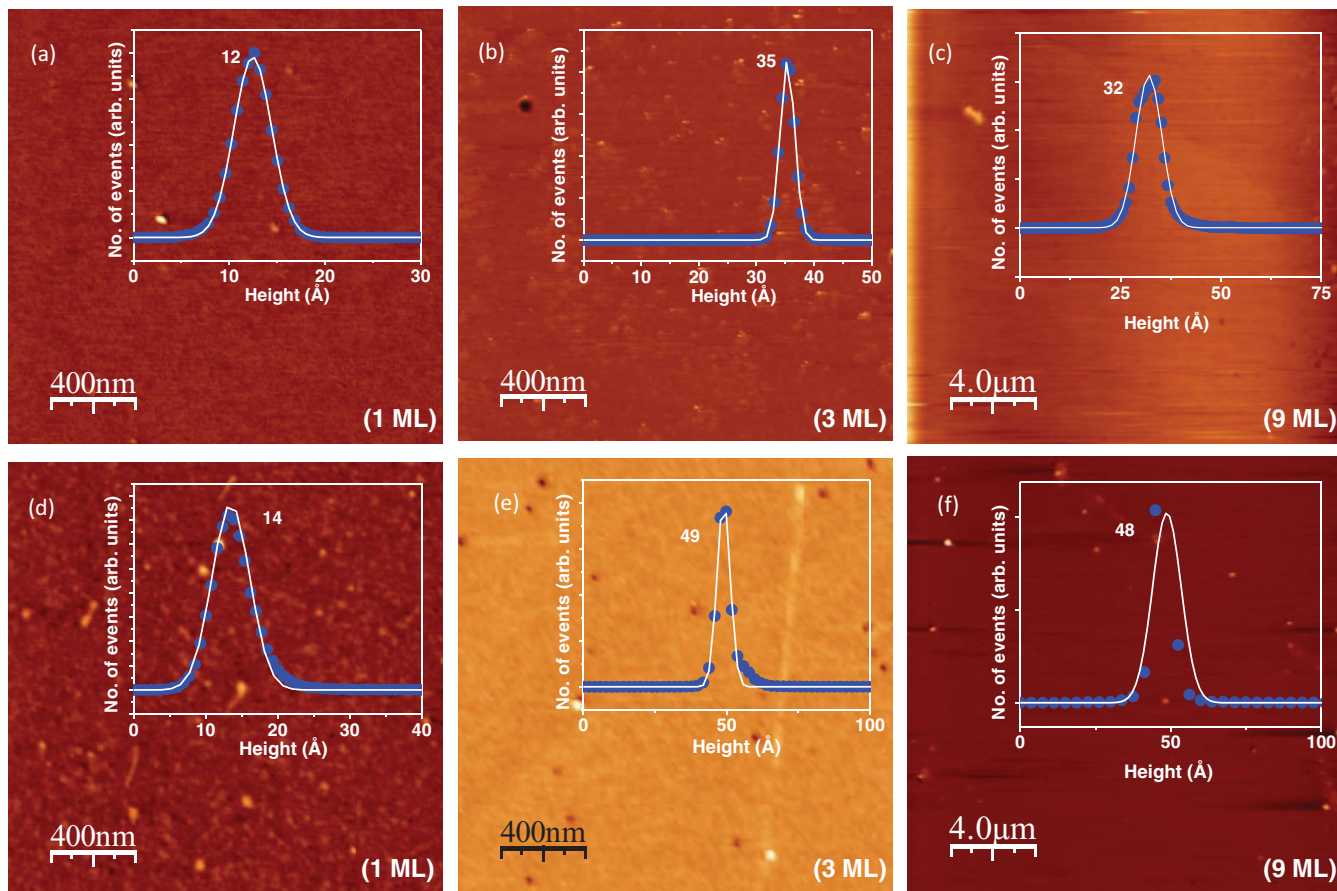 (a)
12
No. of events (arb. units)
0 10 20 30
Height (Å)
400nm
(1 ML)
(b)
35
No. of events (arb. units)
0 10 20 30 40 50
Height (Å)
400nm
(3 ML)
(c)
32
No. of events (arb. units)
0 25 50 75
Height (Å)
4.0µm
(9 ML)
(d)
14
No. of events (arb. units)
0 10 20 30 40
Height (Å)
400nm
(1 ML)
(e)
49
No. of events (arb. units)
0 50 100
Height (Å)
400nm
(3 ML)
(f)
48
No. of events (arb. units)
0 50 100
Height (Å)
4.0µm
(9 ML)